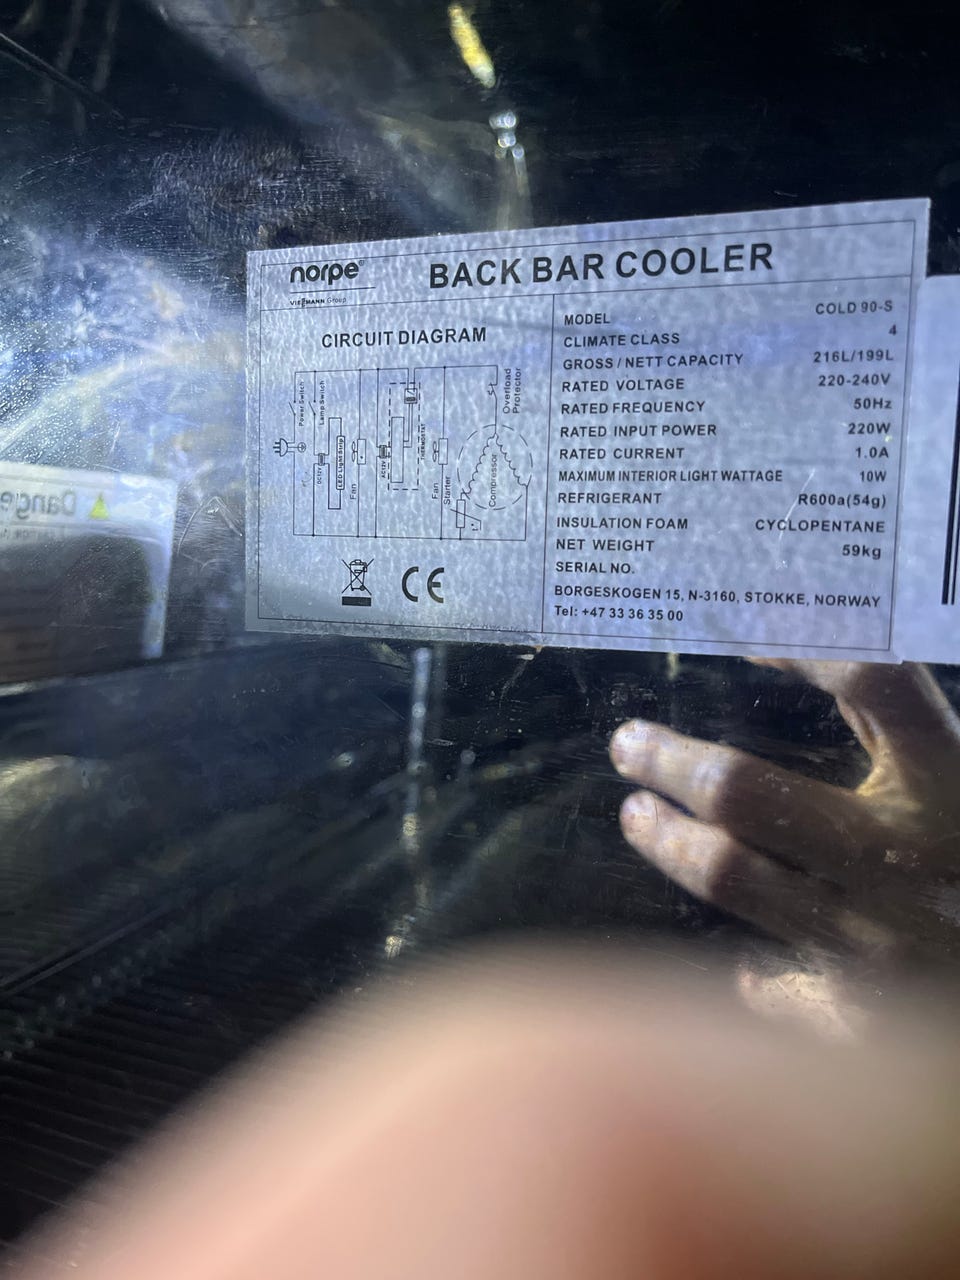 norpe
VIESSMANN Group
BACK BAR COOLER
CIRCUIT DIAGRAM
Power Switch
Lamp Switch
DC12V
LED Light Strip
Fan
AC12V
THERMOSTAT
Fan
Starter
Compressor
Overload
Protector
CE
MODEL COLD 90-S
CLIMATE CLASS 4
GROSS / NETT CAPACITY 216L/199L
RATED VOLTAGE 220-240V
RATED FREQUENCY 50Hz
RATED INPUT POWER 220W
RATED CURRENT 1.0A
MAXIMUM INTERIOR LIGHT WATTAGE 10W
REFRIGERANT R600a(54g)
INSULATION FOAM CYCLOPENTANE
NET WEIGHT 59kg
SERIAL NO.
BORGESKOGEN 15, N-3160, STOKKE, NORWAY
Tel: +47 33 36 35 00
Dange